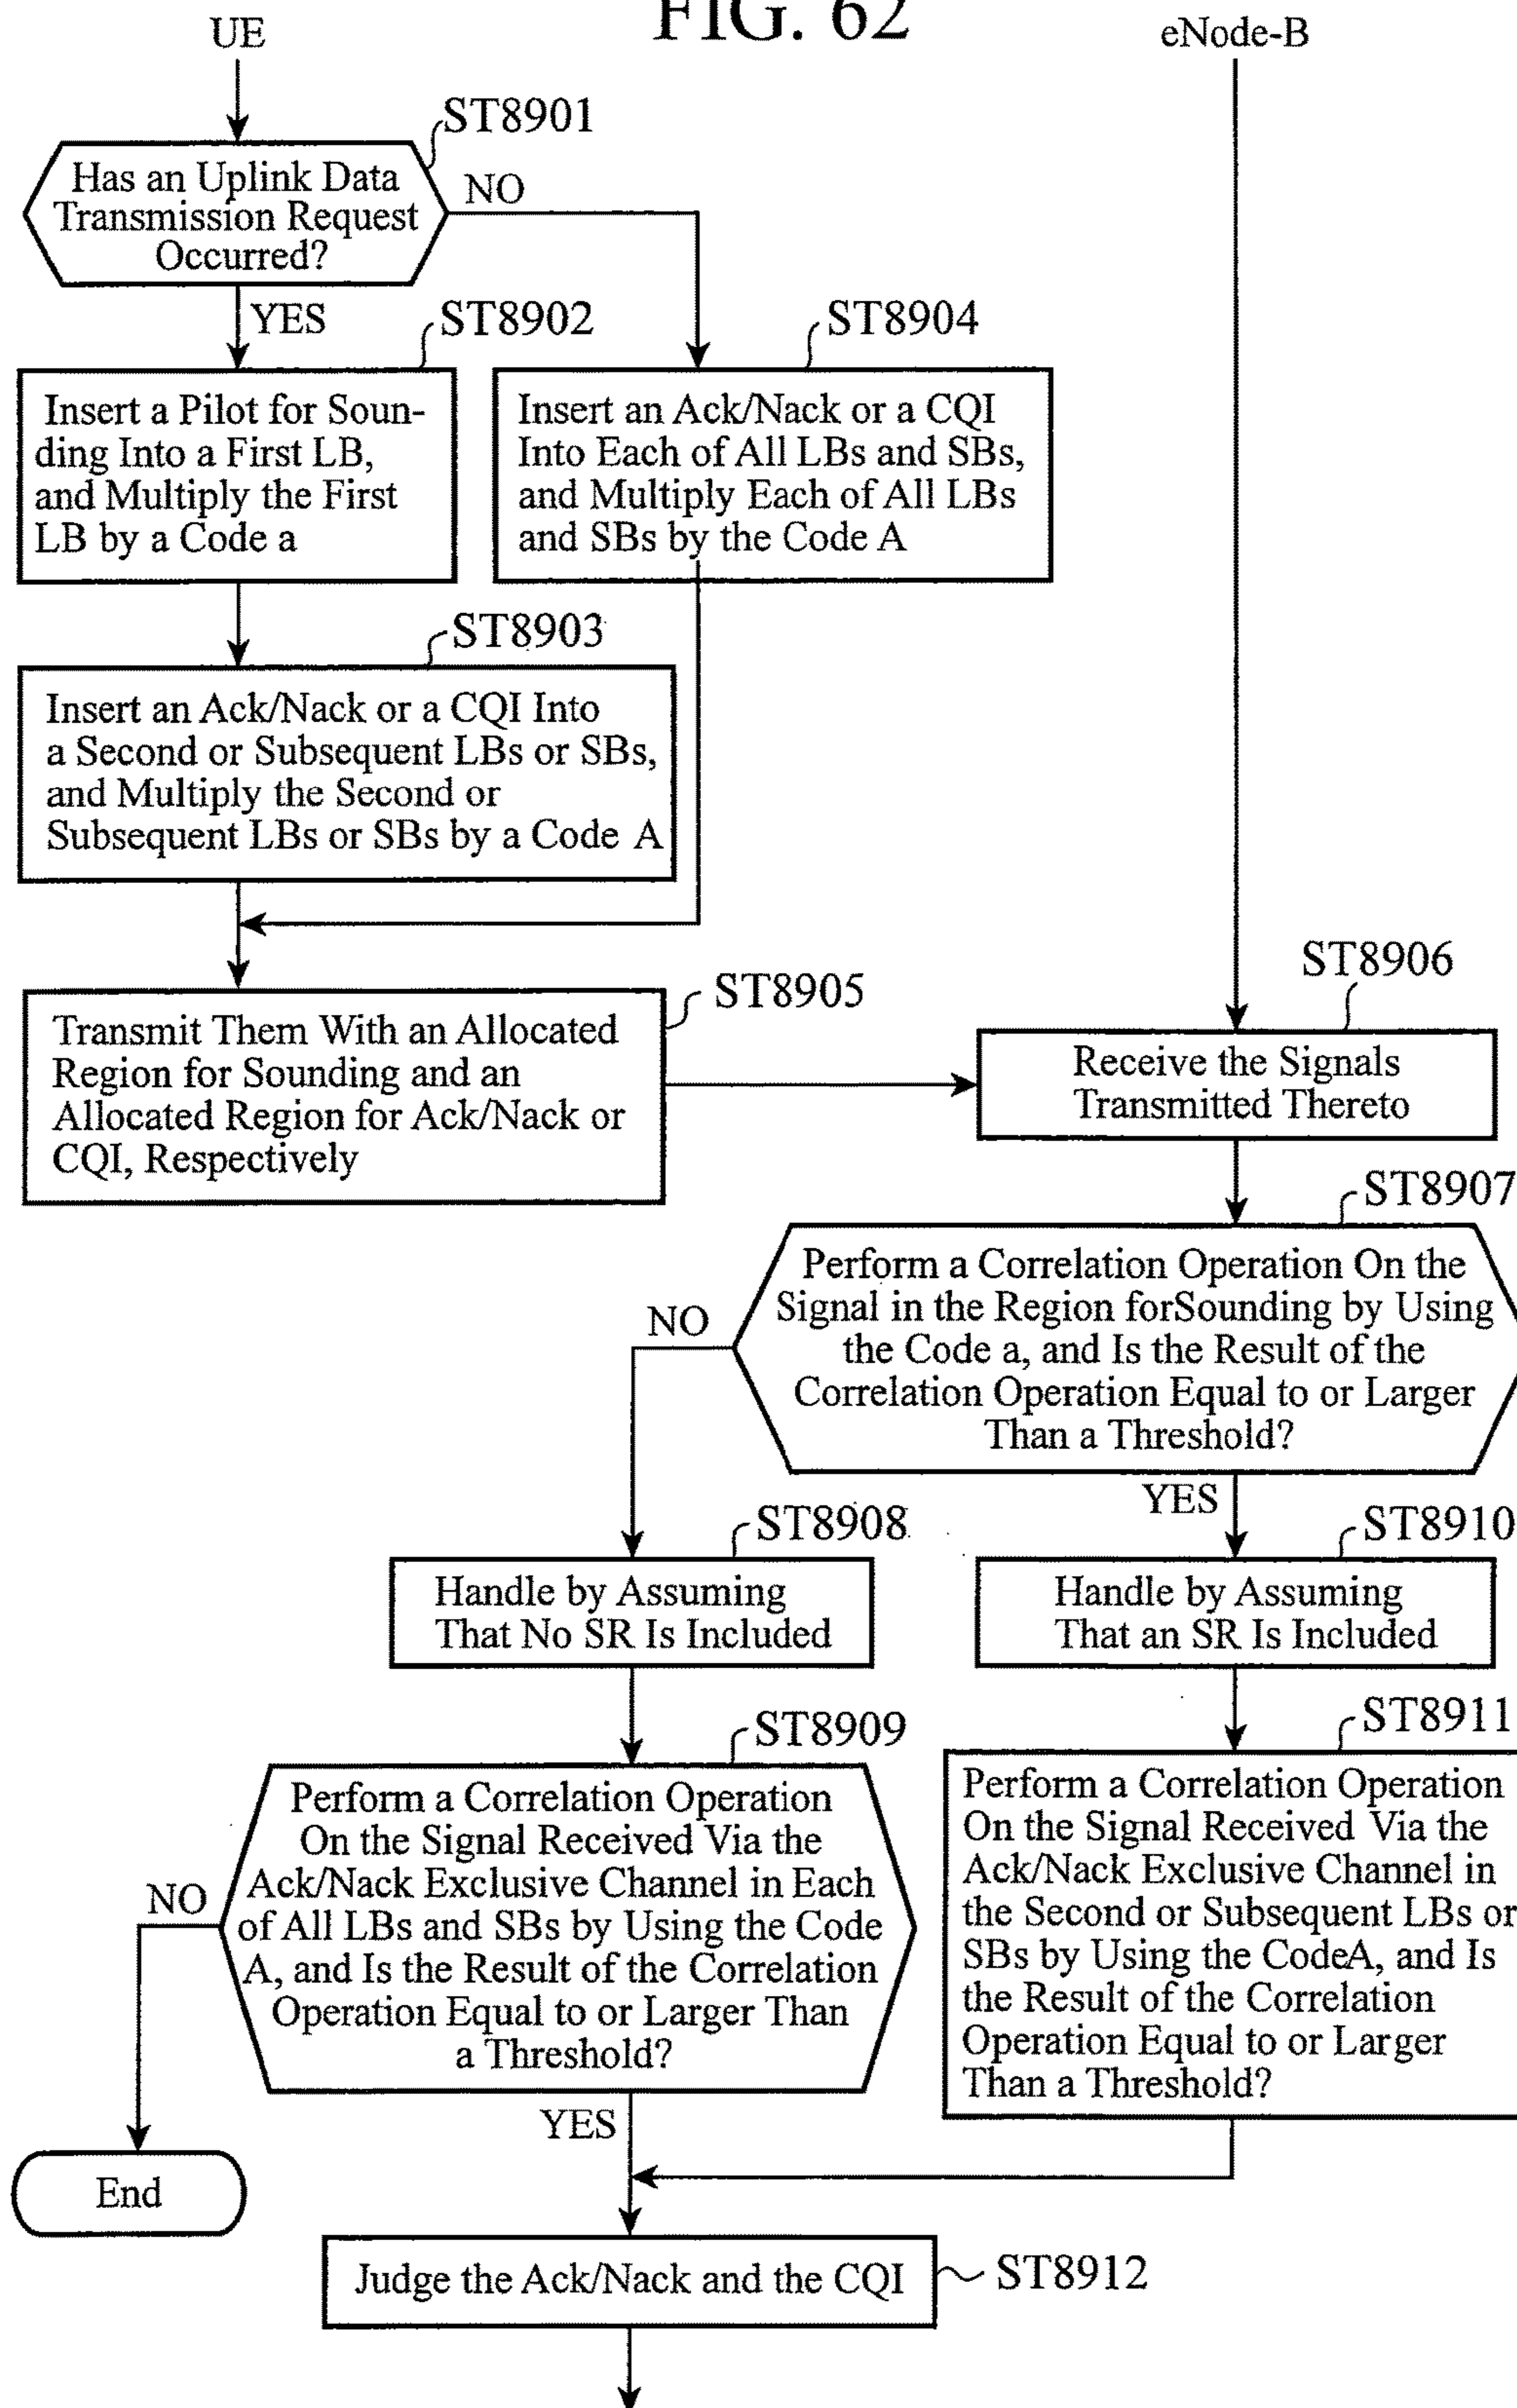 FIG. 62
UE
eNode-B
ST8901
Has an Uplink Data
Transmission Request
Occurred?
NO
YES
ST8902
ST8904
Insert a Pilot for Soun-
ding Into a First LB,
and Multiply the First
LB by a Code a
Insert an Ack/Nack or a CQI
Into Each of All LBs and SBs,
and Multiply Each of All LBs
and SBs by the Code A
ST8903
Insert an Ack/Nack or a CQI Into
a Second or Subsequent LBs or SBs,
and Multiply the Second or
Subsequent LBs or SBs by a Code A
ST8905
Transmit Them With an Allocated
Region for Sounding and an
Allocated Region for Ack/Nack or
CQI, Respectively
ST8906
Receive the Signals
Transmitted Thereto
ST8907
Perform a Correlation Operation On the
Signal in the Region forSounding by Using
the Code a, and Is the Result of the
Correlation Operation Equal to or Larger
Than a Threshold?
NO
YES
ST8908
Handle by Assuming
That No SR Is Included
ST8910
Handle by Assuming
That an SR Is Included
ST8909
Perform a Correlation Operation
On the Signal Received Via the
Ack/Nack Exclusive Channel in Each
of All LBs and SBs by Using the Code
A, and Is the Result of the Correlation
Operation Equal to or Larger Than
a Threshold?
NO
YES
ST8911
Perform a Correlation Operation
On the Signal Received Via the
Ack/Nack Exclusive Channel in
the Second or Subsequent LBs or
SBs by Using the CodeA, and Is
the Result of the Correlation
Operation Equal to or Larger
Than a Threshold?
End
Judge the Ack/Nack and the CQI
ST8912